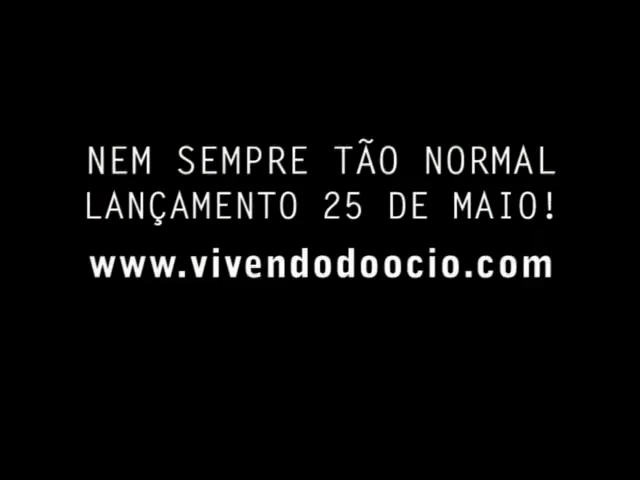 NEM SEMPRE TÃO NORMAL
LANÇAMENTO 25 DE MAIO!
www.vivendodoocio.com